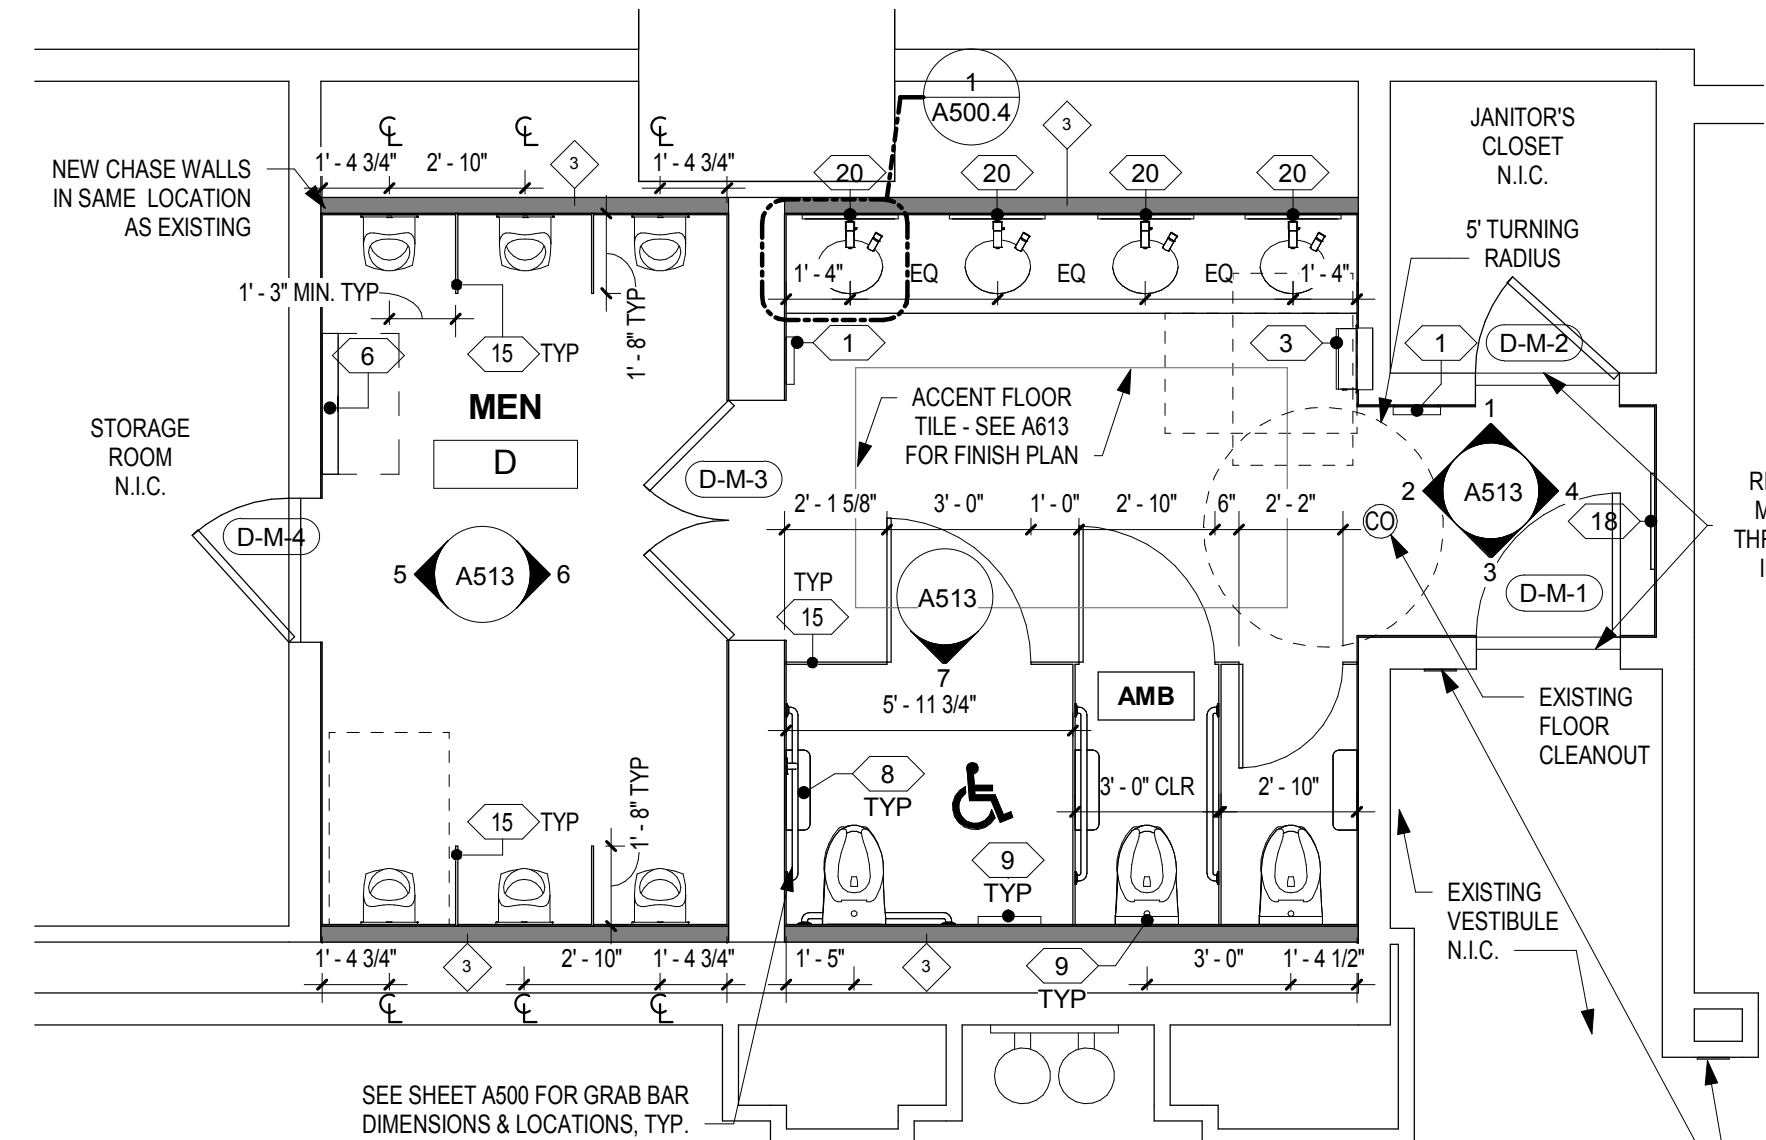 1
A500.4
3
JANITOR'S
CLOSET
N.I.C.
NEW CHASE WALLS
IN SAME LOCATION
AS EXISTING
1' - 4 3/4"
2' - 10"
3
1' - 4 3/4"
20
20
20
20
5' TURNING
RADIUS
1' - 4"
EQ
EQ
EQ
1' - 4"
1' - 3" MIN. TYP
1' - 8" TYP
6
15
TYP
1
3
1
D-M-2
MEN
D
ACCENT FLOOR
TILE - SEE A613
FOR FINISH PLAN
STORAGE
ROOM
N.I.C.
D-M-3
1
2
A513
4
3
18
D-M-1
2' - 1 5/8"
3' - 0"
1' - 0"
2' - 10"
6"
2' - 2"
CO
D-M-4
5
A513
6
TYP
15
A513
7
5' - 11 3/4"
AMB
EXISTING
FLOOR
CLEANOUT
8
TYP
3' - 0" CLR
2' - 10"
1' - 8" TYP
15
TYP
9
TYP
EXISTING
VESTIBULE
N.I.C.
1' - 4 3/4"
3
2' - 10"
1' - 4 3/4"
1' - 5"
3
9
TYP
3' - 0"
1' - 4 1/2"
SEE SHEET A500 FOR GRAB BAR
DIMENSIONS & LOCATIONS, TYP.